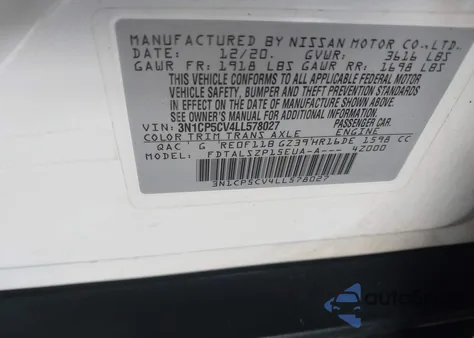 MANUFACTURED BY NISSAN MOTOR CO.,LTD.
12/20. GVWR: 3616 LBS
GAWR FR: 1918 LBS GAWR RR: 1698 LBS
THIS VEHICLE CONFORMS TO ALL APPLICABLE FEDERAL MOTOR
VEHICLE SAFETY, BUMPER AND THEFT PREVENTION STANDARDS
IN EFFECT ON THE DATE OF MANUFACTURE SHOWN ABOVE.
SEE OWNER'S MANUAL FOR ADDITIONAL INFORMATION.
VIN: 3N1CP5CV4LL578027 PASSENGER CAR
COLOR TRIM TRANS AXLE ENGINE
QAC G RE0F11B GZ39 HR16DE 1598 CC
MODEL: FDTALSZP15EUA-A--- 42000
3N1CP5CV4LL578027